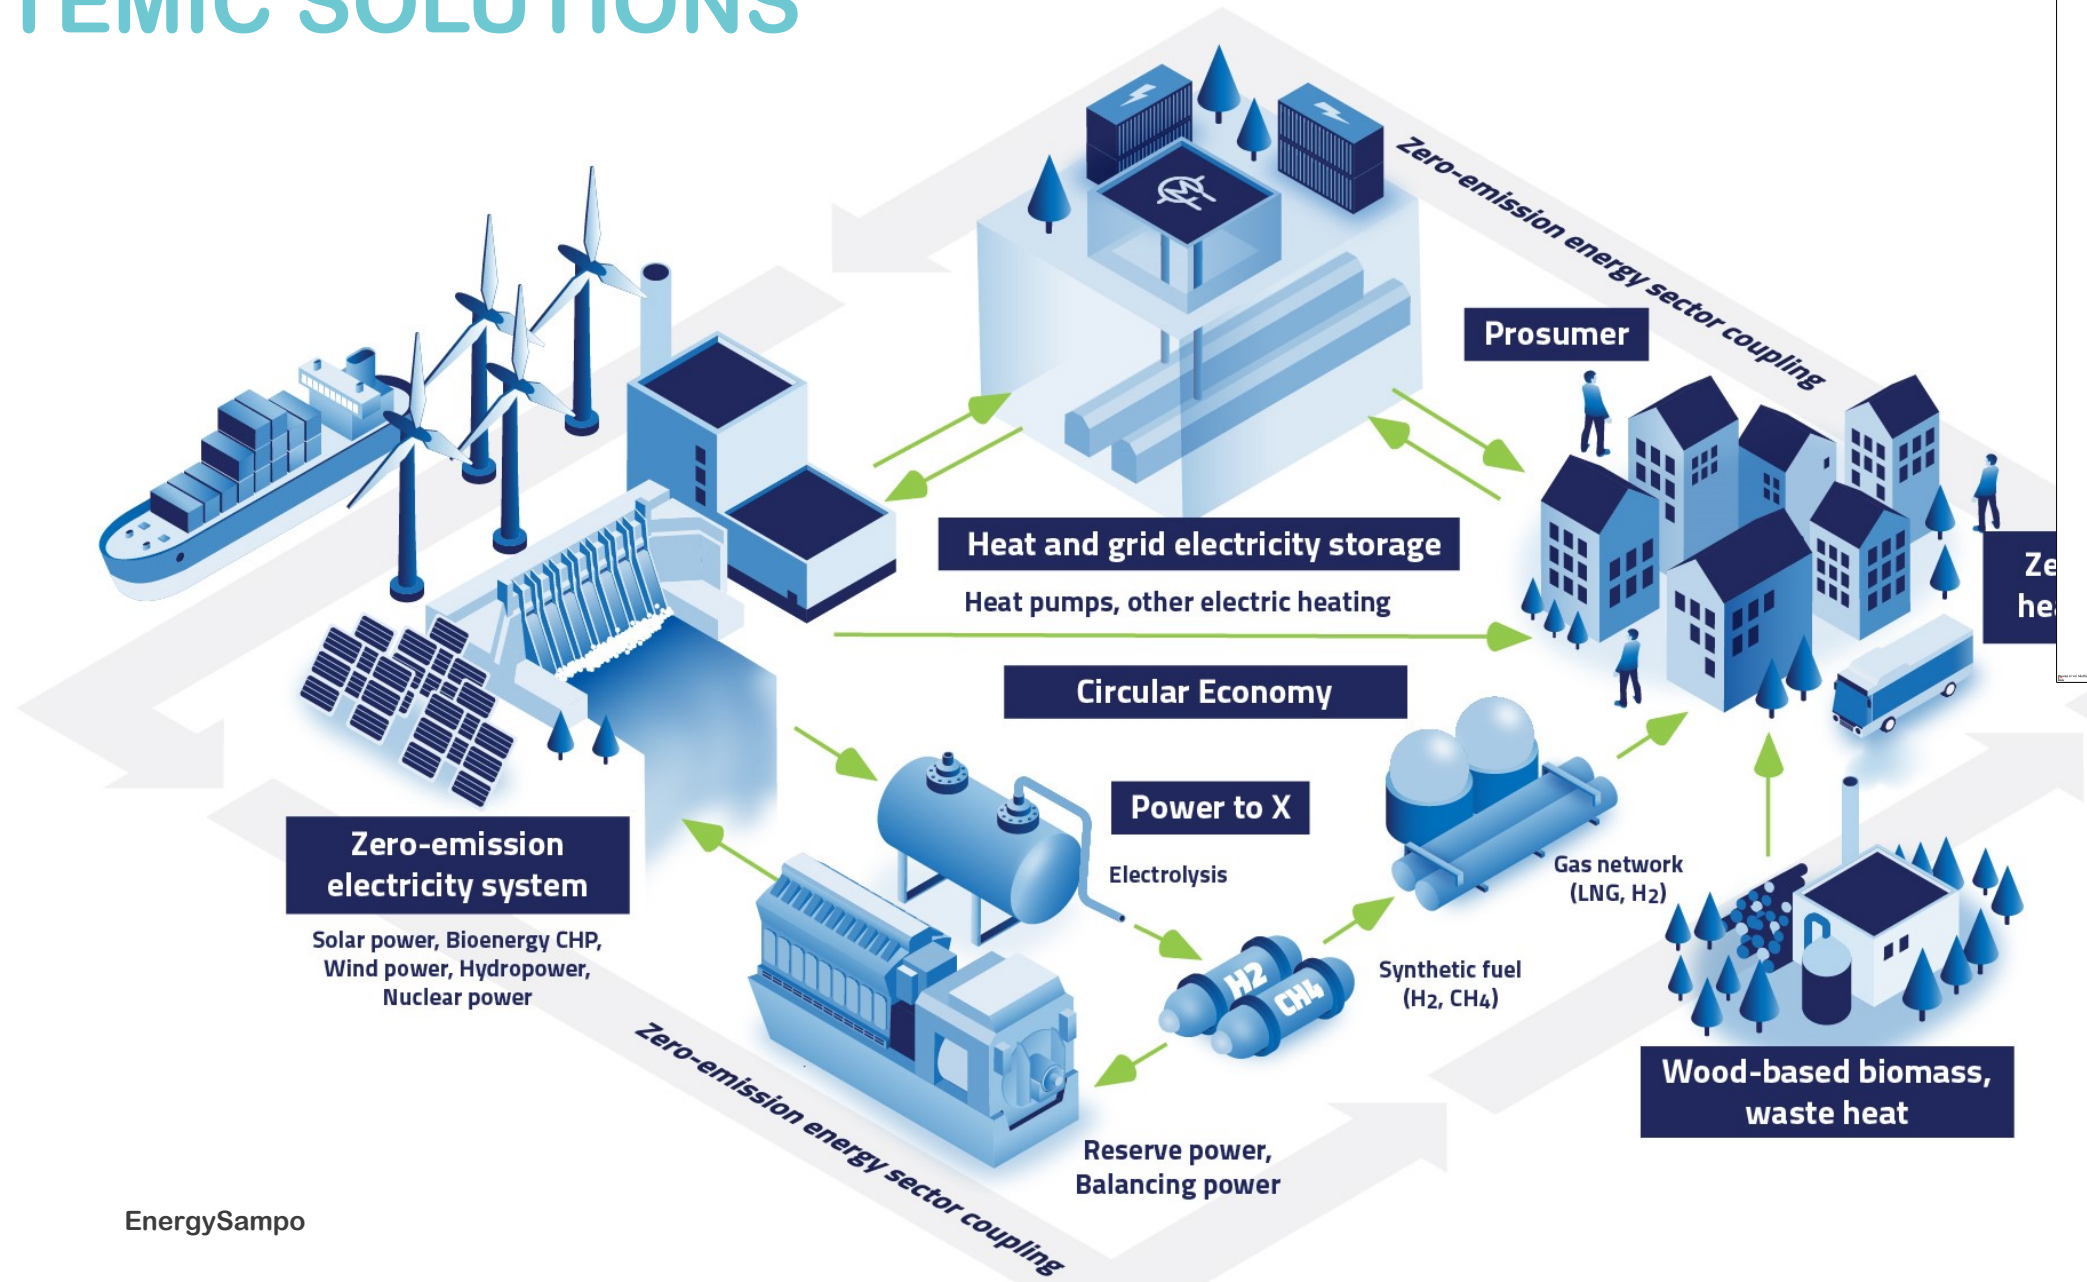 TEMIC SOLUTIONS
Zero-emission energy sector coupling
Prosumer
Heat and grid electricity storage
Heat pumps, other electric heating
Circular Economy
Power to X
Electrolysis
Gas network
(LNG, H2)
Zero-emission
electricity system
Solar power, Bioenergy CHP,
Wind power, Hydropower,
Nuclear power
H2
CH4
Synthetic fuel
(H2, CH4)
Wood-based biomass,
waste heat
Reserve power,
Balancing power
Zero-emission energy sector coupling
EnergySampo